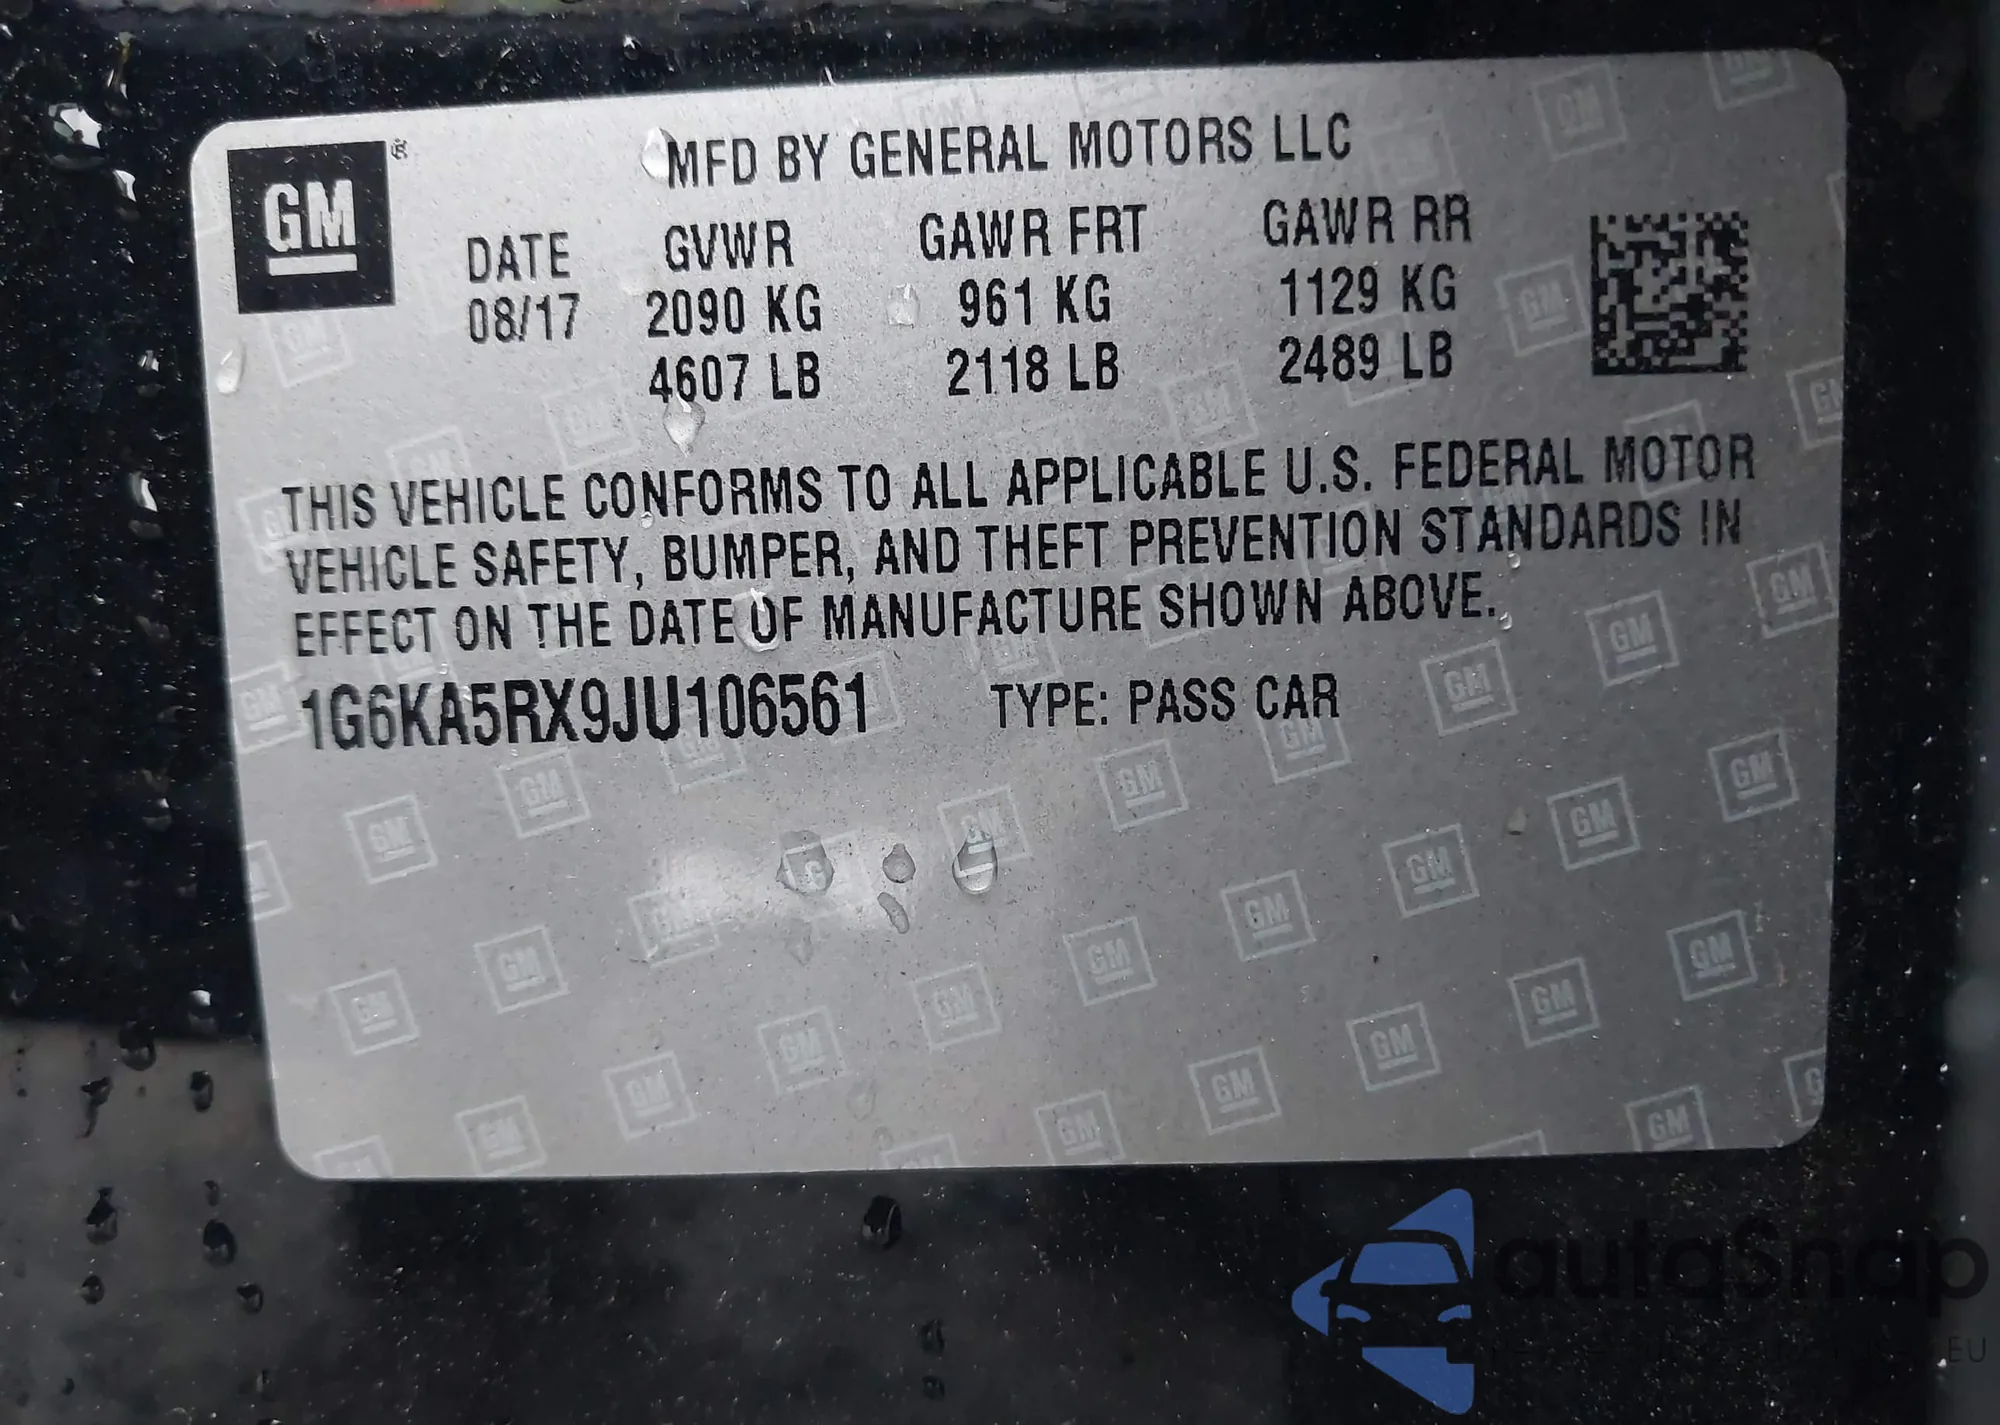 GM
MFD BY GENERAL MOTORS LLC
DATE GVWR GAWR FRT GAWR RR
08/17 2090 KG 961 KG 1129 KG
4607 LB 2118 LB 2489 LB
THIS VEHICLE CONFORMS TO ALL APPLICABLE U.S. FEDERAL MOTOR
VEHICLE SAFETY, BUMPER, AND THEFT PREVENTION STANDARDS IN
EFFECT ON THE DATE OF MANUFACTURE SHOWN ABOVE.
1G6KA5RX9JU106561 TYPE: PASS CAR
autoSnap